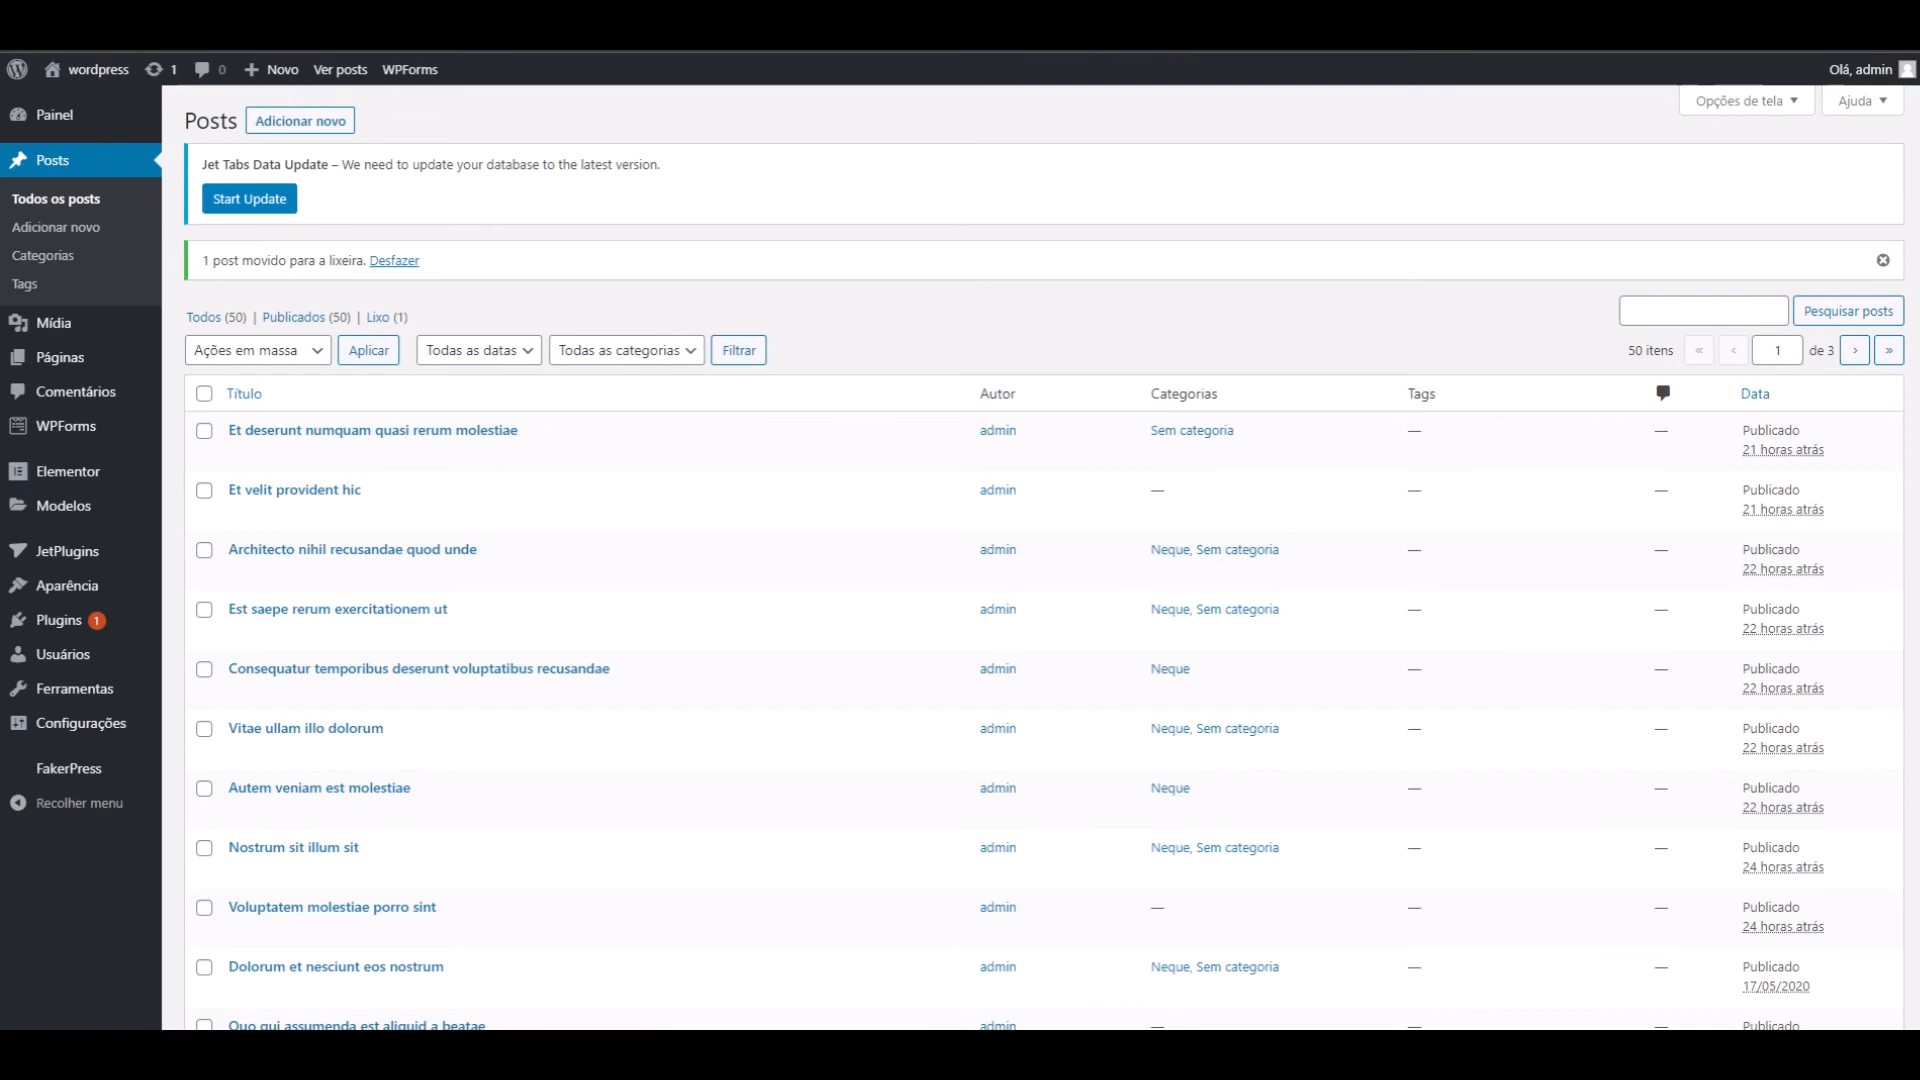 wordpress 1 0 Novo Ver posts WPForms Olá, admin
Painel
Posts
Todos os posts
Adicionar novo
Categorias
Tags
Mídia
Páginas
Comentários
WPForms
Elementor
Modelos
JetPlugins
Aparência
Plugins 1
Usuários
Ferramentas
Configurações
FakerPress
Recolher menu
Opções de tela Ajuda
Posts Adicionar novo
Jet Tabs Data Update – We need to update your database to the latest version.
Start Update
1 post movido para a lixeira. Desfazer
Todos (50) | Publicados (50) | Lixo (1)
Pesquisar posts
Ações em massa Aplicar Todas as datas Todas as categorias Filtrar 50 itens « ‹ 1 de 3 › »
Título Autor Categorias Tags Data
Et deserunt numquam quasi rerum molestiae admin Sem categoria — — Publicado
21 horas atrás
Et velit provident hic admin — — — Publicado
21 horas atrás
Architecto nihil recusandae quod unde admin Neque, Sem categoria — — Publicado
22 horas atrás
Est saepe rerum exercitationem ut admin Neque, Sem categoria — — Publicado
22 horas atrás
Consequatur temporibus deserunt voluptatibus recusandae admin Neque — — Publicado
22 horas atrás
Vitae ullam illo dolorum admin Neque, Sem categoria — — Publicado
22 horas atrás
Autem veniam est molestiae admin Neque — — Publicado
22 horas atrás
Nostrum sit illum sit admin Neque, Sem categoria — — Publicado
24 horas atrás
Voluptatem molestiae porro sint admin — — — Publicado
24 horas atrás
Dolorum et nesciunt eos nostrum admin Neque, Sem categoria — — Publicado
17/05/2020
Quo qui assumenda est aliquid a beatae admin — — — Publicado